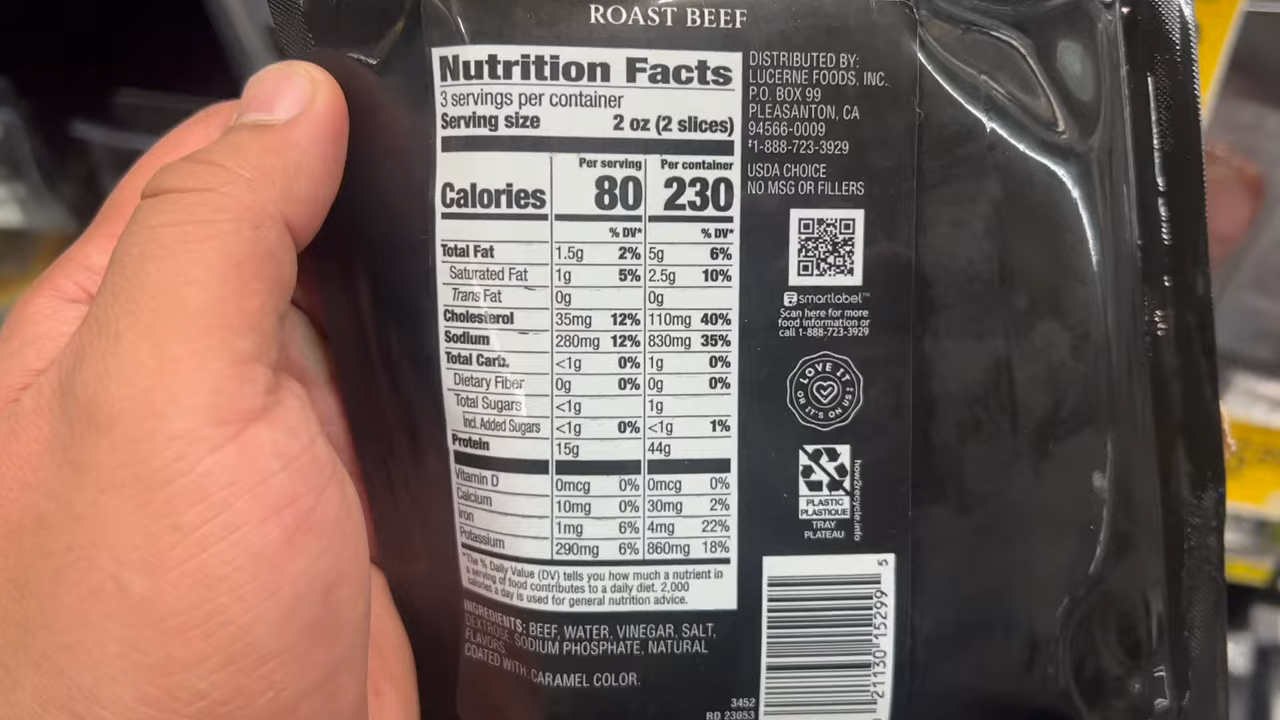 ROAST BEEF
Nutrition Facts
3 servings per container
Serving size 2 oz (2 slices)
Per serving Per container
Calories 80 230
% DV* % DV*
Total Fat 1.5g 2% 5g 6%
Saturated Fat 1g 5% 2.5g 10%
Trans Fat 0g 0g
Cholesterol 35mg 12% 110mg 40%
Sodium 280mg 12% 830mg 35%
Total Carb. <1g 0% 1g 0%
Dietary Fiber 0g 0% 0g 0%
Total Sugars <1g 1g
Incl. Added Sugars <1g 0% <1g 1%
Protein 15g 44g
Vitamin D 0mcg 0% 0mcg 0%
Calcium 10mg 0% 30mg 2%
Iron 1mg 6% 4mg 22%
Potassium 290mg 6% 860mg 18%
*The % Daily Value (DV) tells you how much a nutrient in
a serving of food contributes to a daily diet. 2,000
calories a day is used for general nutrition advice.
INGREDIENTS: BEEF, WATER, VINEGAR, SALT,
DEXTROSE, SODIUM PHOSPHATE, NATURAL
FLAVORS.
COATED WITH: CARAMEL COLOR.
DISTRIBUTED BY:
LUCERNE FOODS, INC.
P.O. BOX 99
PLEASANTON, CA
94566-0009
‡1-888-723-3929
USDA CHOICE
NO MSG OR FILLERS
smartlabel™
Scan here for more
food information or
call 1-888-723-3929
LOVE IT
OR IT'S ON US‡
PLASTIC
PLASTIQUE
TRAY
PLATEAU
how2recycle.info
21130 15299 5
3452
RD 23053